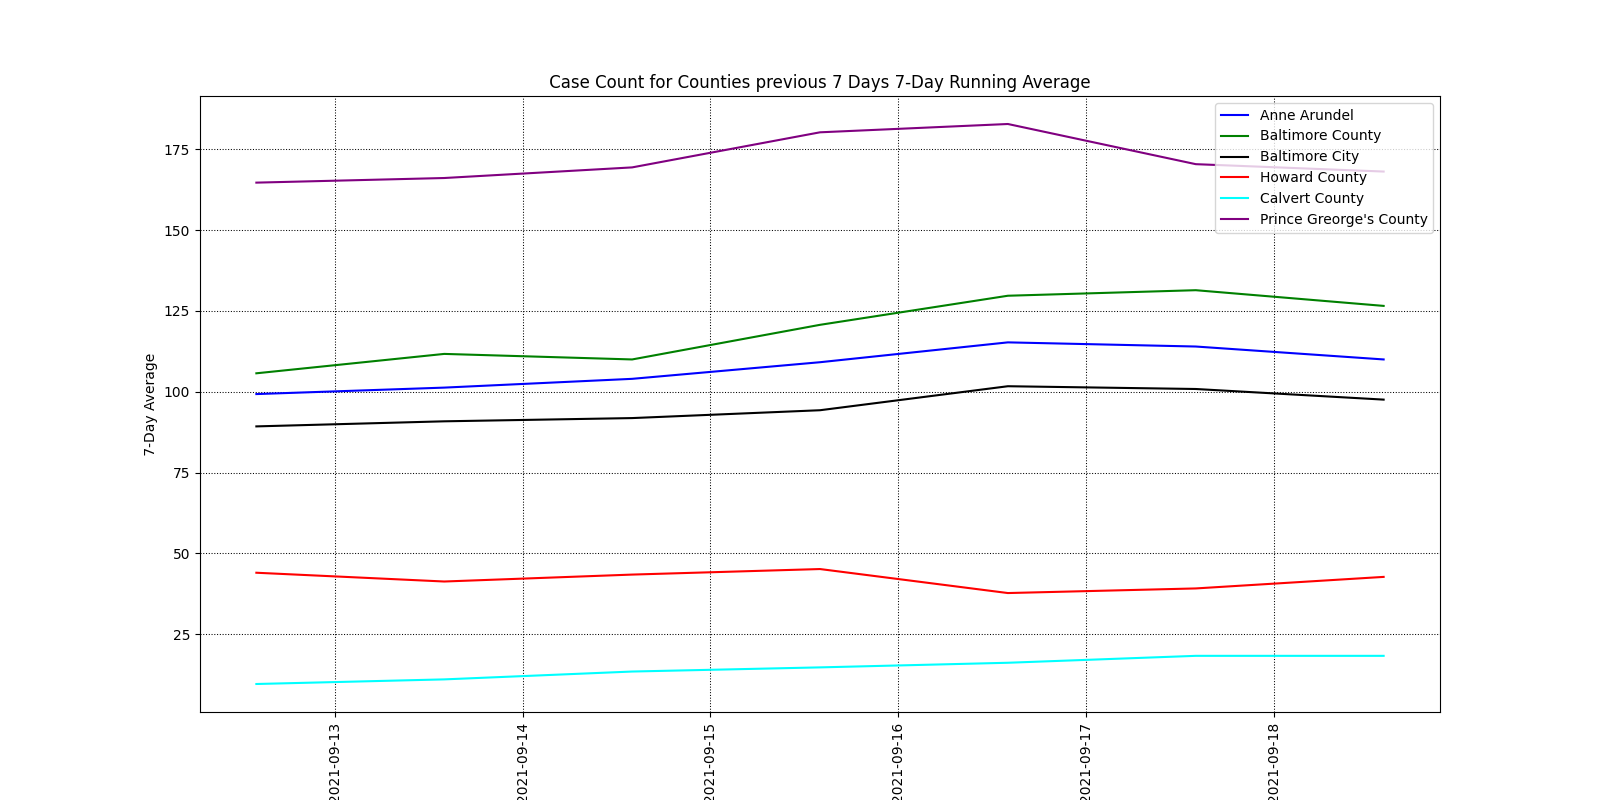 Case Count for Counties previous 7 Days 7-Day Running Average
Anne Arundel
Baltimore County
Baltimore City
Howard County
Calvert County
Prince Greorge's County
7-Day Average
175
150
125
100
75
50
25
2021-09-13
2021-09-14
2021-09-15
2021-09-16
2021-09-17
2021-09-18